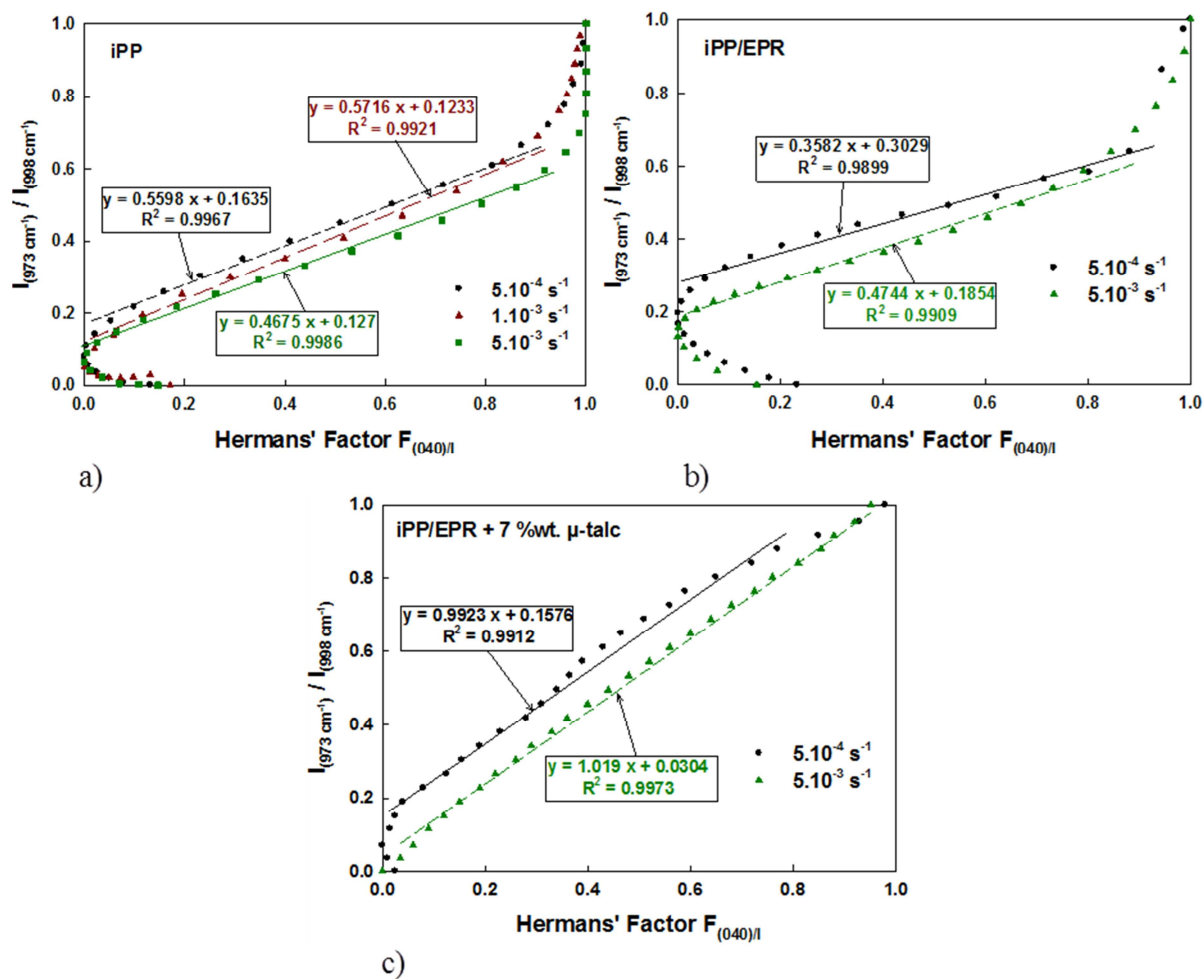 iPP
I(973 cm⁻¹) / I(998 cm⁻¹)
1.0
0.8
0.6
0.4
0.2
0.0
y = 0.5716 x + 0.1233
R² = 0.9921
y = 0.5598 x + 0.1635
R² = 0.9967
y = 0.4675 x + 0.127
R² = 0.9986
5.10⁻⁴ s⁻¹
1.10⁻³ s⁻¹
5.10⁻³ s⁻¹
0.0 0.2 0.4 0.6 0.8 1.0
Hermans' Factor F(040)/I
a)
iPP/EPR
I(973 cm⁻¹) / I(998 cm⁻¹)
1.0
0.8
0.6
0.4
0.2
0.0
y = 0.3582 x + 0.3029
R² = 0.9899
y = 0.4744 x + 0.1854
R² = 0.9909
5.10⁻⁴ s⁻¹
5.10⁻³ s⁻¹
0.0 0.2 0.4 0.6 0.8 1.0
Hermans' Factor F(040)/I
b)
iPP/EPR + 7 %wt. μ-talc
I(973 cm⁻¹) / I(998 cm⁻¹)
1.0
0.8
0.6
0.4
0.2
0.0
y = 0.9923 x + 0.1576
R² = 0.9912
y = 1.019 x + 0.0304
R² = 0.9973
5.10⁻⁴ s⁻¹
5.10⁻³ s⁻¹
0.0 0.2 0.4 0.6 0.8 1.0
Hermans' Factor F(040)/I
c)